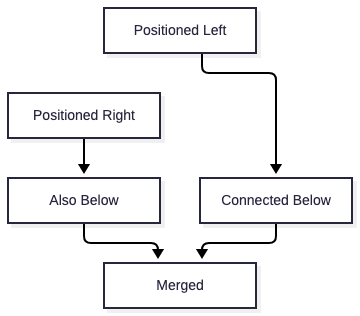 Positioned Left
Positioned Right
Also Below
Connected Below
Merged